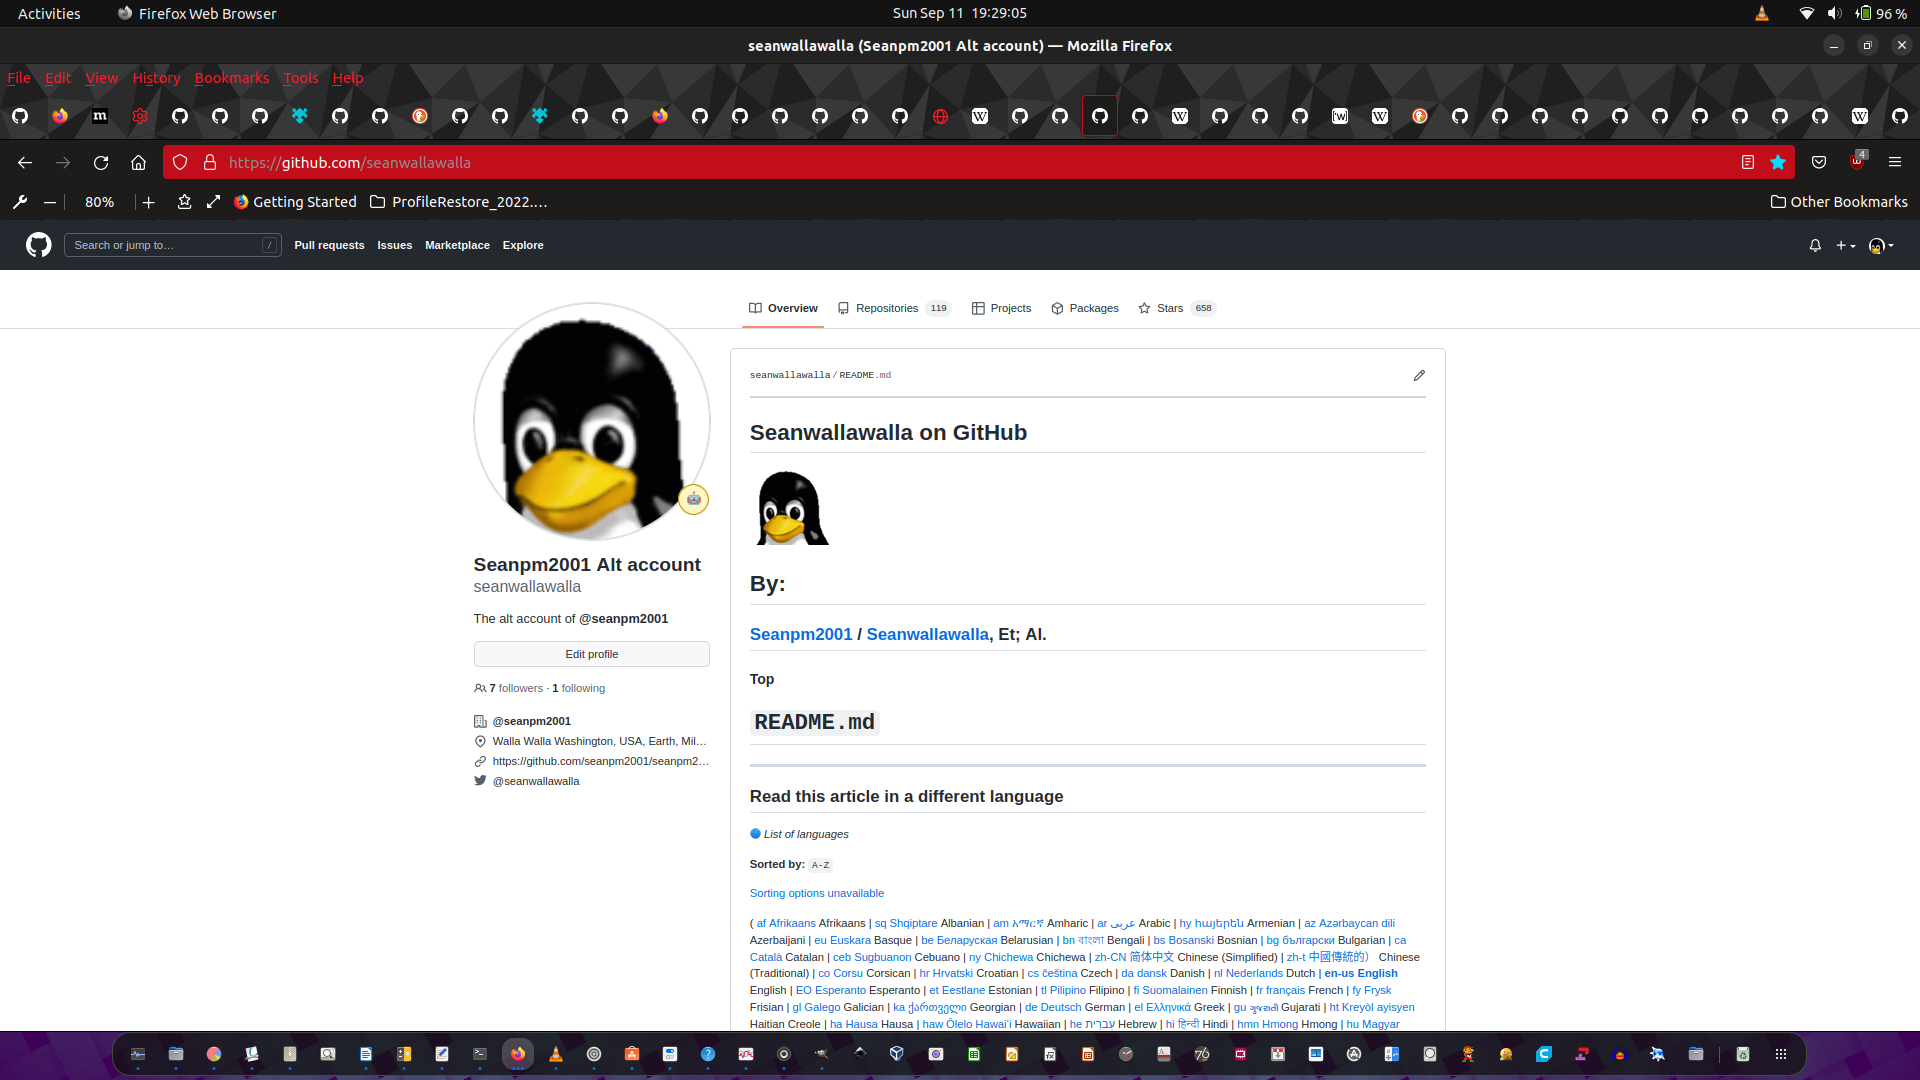 Activities
Firefox Web Browser
Sun Sep 11 19:29:05
96 %
seanwallawalla (Seanpm2001 Alt account) — Mozilla Firefox
File Edit View History Bookmarks Tools Help
https://github.com/seanwallawalla
4
80%
Getting Started
ProfileRestore_2022.…
Other Bookmarks
Search or jump to… /
Pull requests Issues Marketplace Explore
Overview Repositories 119 Projects Packages Stars 658
seanwallawalla/README.md
Seanwallawalla on GitHub
Seanpm2001 Alt account
seanwallawalla
The alt account of @seanpm2001
Edit profile
7 followers · 1 following
@seanpm2001
Walla Walla Washington, USA, Earth, Mil…
https://github.com/seanpm2001/seanpm2…
@seanwallawalla
By:
Seanpm2001 / Seanwallawalla, Et; Al.
Top
README.md
Read this article in a different language
List of languages
Sorted by: A-Z
Sorting options unavailable
( af Afrikaans Afrikaans | sq Shqiptare Albanian | am አማርኛ Amharic | ar عربى Arabic | hy հայերեն Armenian | az Azərbaycan dili
Azerbaijani | eu Euskara Basque | be Беларуская Belarusian | bn বাংলা Bengali | bs Bosanski Bosnian | bg български Bulgarian | ca
Català Catalan | ceb Sugbuanon Cebuano | ny Chichewa Chichewa | zh-CN 简体中文 Chinese (Simplified) | zh-t 中國傳統的） Chinese
(Traditional) | co Corsu Corsican | hr Hrvatski Croatian | cs čeština Czech | da dansk Danish | nl Nederlands Dutch | en-us English
English | EO Esperanto Esperanto | et Eestlane Estonian | tl Pilipino Filipino | fi Suomalainen Finnish | fr français French | fy Frysk
Frisian | gl Galego Galician | ka ქართველი Georgian | de Deutsch German | el Ελληνικά Greek | gu ગુજરાતી Gujarati | ht Kreyòl ayisyen
Haitian Creole | ha Hausa Hausa | haw Ōlelo Hawaiʻi Hawaiian | he עִברִית Hebrew | hi हिन्दी Hindi | hmn Hmong Hmong | hu Magyar